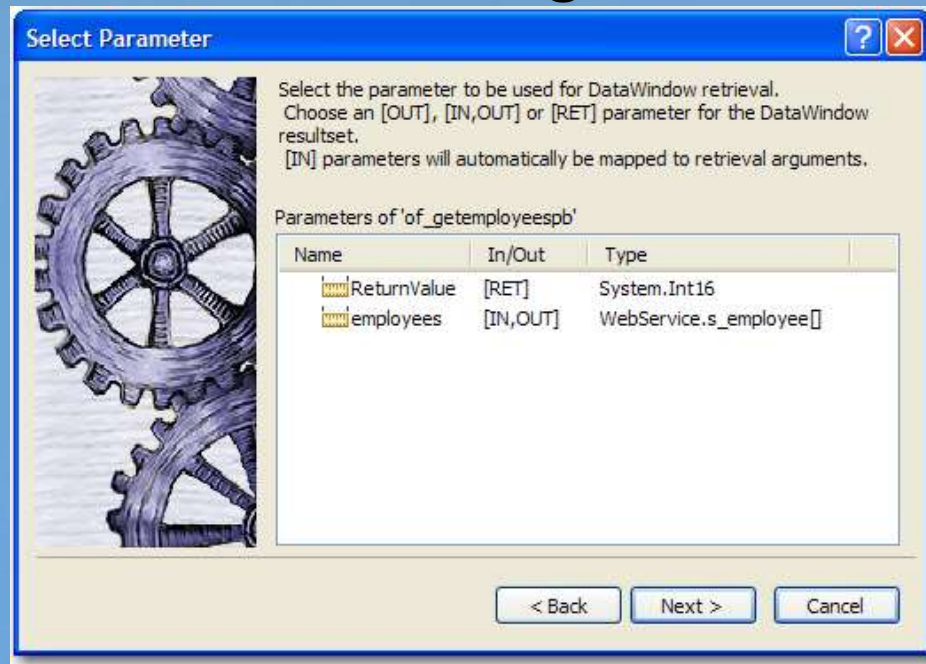 Select Parameter
Select the parameter to be used for DataWindow retrieval.
Choose an [OUT], [IN,OUT] or [RET] parameter for the DataWindow
resultset.
[IN] parameters will automatically be mapped to retrieval arguments.
Parameters of 'of_getemployeespb'
Name In/Out Type
ReturnValue [RET] System.Int16
employees [IN,OUT] WebService.s_employee[]
< Back Next > Cancel